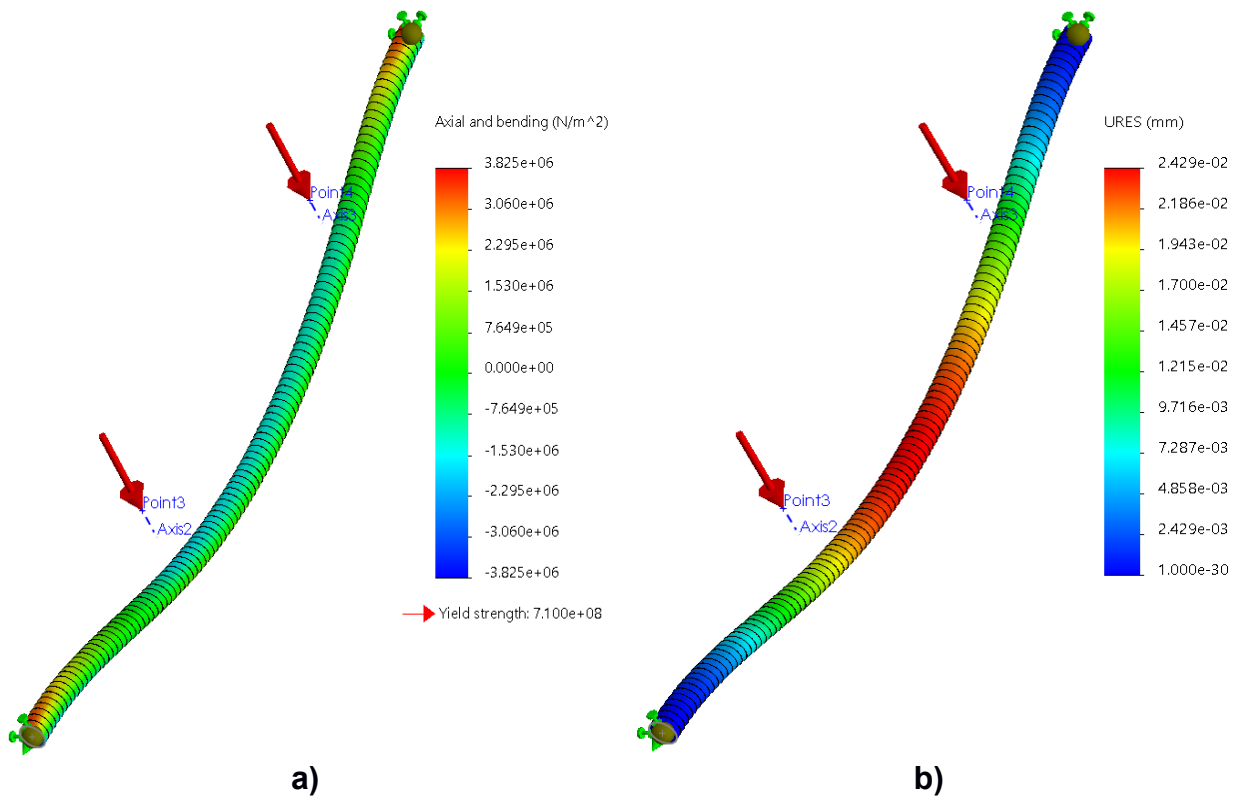 Axial and bending (N/m^2)
3.825e+06
3.060e+06
2.295e+06
1.530e+06
7.649e+05
0.000e+00
-7.649e+05
-1.530e+06
-2.295e+06
-3.060e+06
-3.825e+06
Yield strength: 7.100e+08
Point4
Axis3
Point3
Axis2
a)
URES (mm)
2.429e-02
2.186e-02
1.943e-02
1.700e-02
1.457e-02
1.215e-02
9.716e-03
7.287e-03
4.858e-03
2.429e-03
1.000e-30
Point4
Axis3
Point3
Axis2
b)